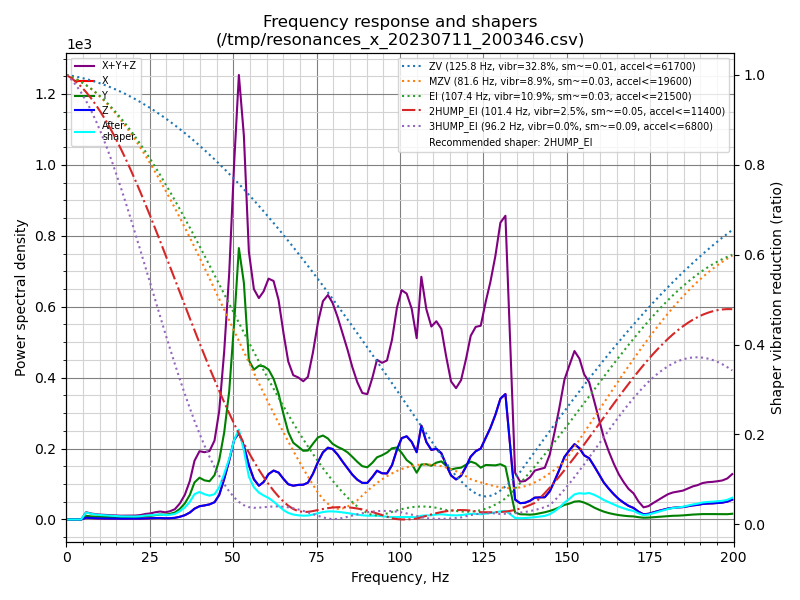 Frequency response and shapers
(/tmp/resonances_x_20230711_200346.csv)
1e3
X+Y+Z
X
Y
Z
After
shaper
ZV (125.8 Hz, vibr=32.8%, sm~=0.01, accel<=61700)
MZV (81.6 Hz, vibr=8.9%, sm~=0.03, accel<=19600)
EI (107.4 Hz, vibr=10.9%, sm~=0.03, accel<=21500)
2HUMP_EI (101.4 Hz, vibr=2.5%, sm~=0.05, accel<=11400)
3HUMP_EI (96.2 Hz, vibr=0.0%, sm~=0.09, accel<=6800)
Recommended shaper: 2HUMP_EI
Power spectral density
1.2
1.0
0.8
0.6
0.4
0.2
0.0
1.0
0.8
0.6
0.4
0.2
0.0
Shaper vibration reduction (ratio)
0
25
50
75
100
125
150
175
200
Frequency, Hz